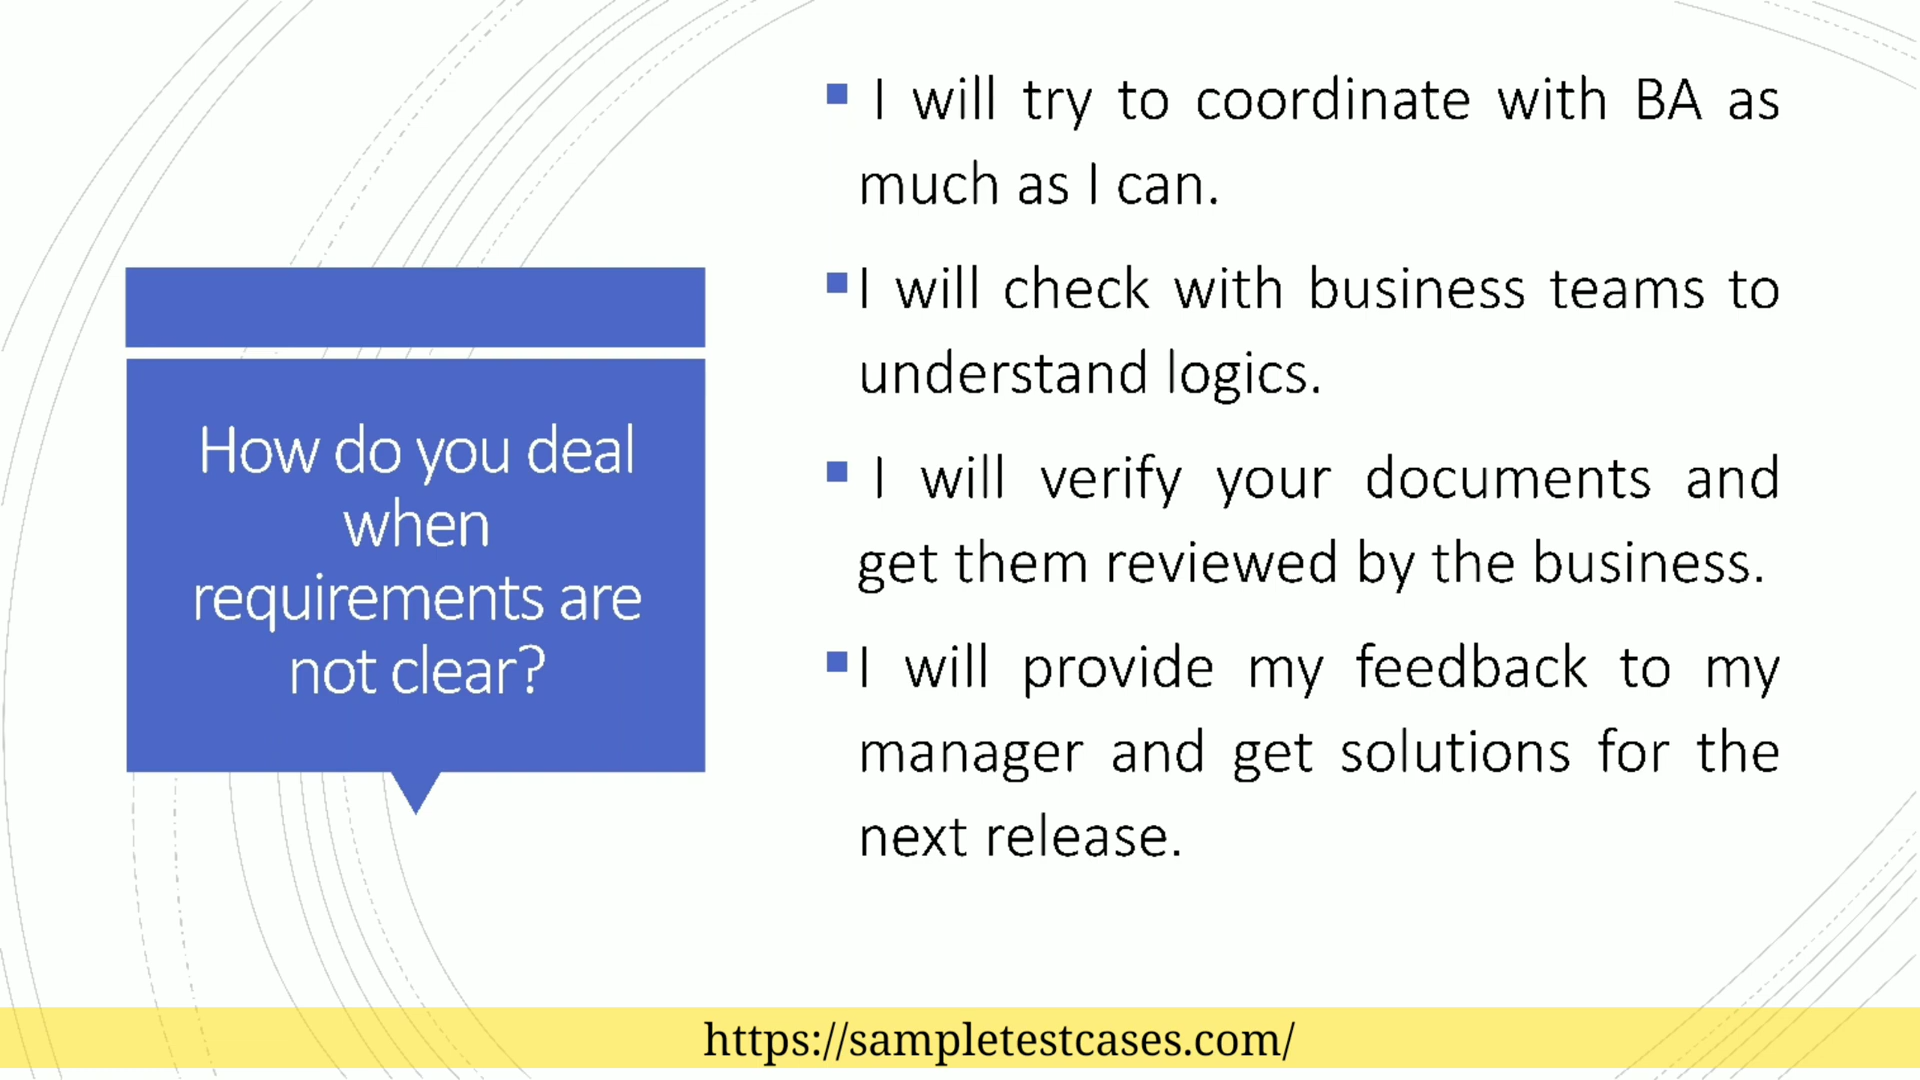 How do you deal
when
requirements are
not clear?
I will try to coordinate with BA as
much as I can.
I will check with business teams to
understand logics.
I will verify your documents and
get them reviewed by the business.
I will provide my feedback to my
manager and get solutions for the
next release.
https://sampletestcases.com/